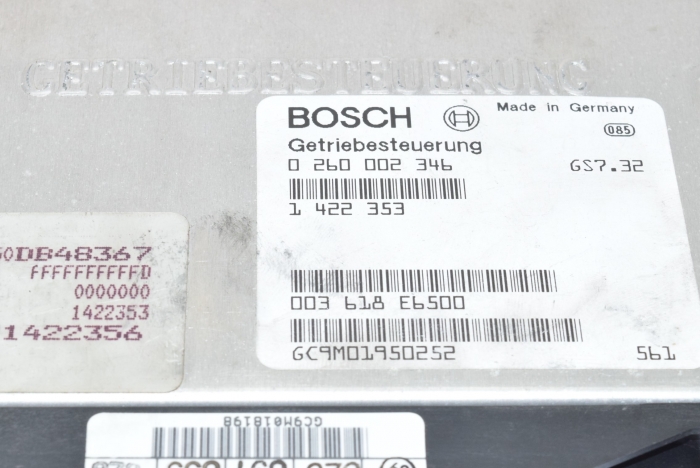 GETRIEBESTEUERUNG
BOSCH
Made in Germany
085
Getriebesteuerung
0 260 002 346
GS7.32
1 422 353
003 618 E6500
GC9M01950252
561
0DB48367
FFFFFFFFFFD
0000000
1422353
1422356
GC9M018198